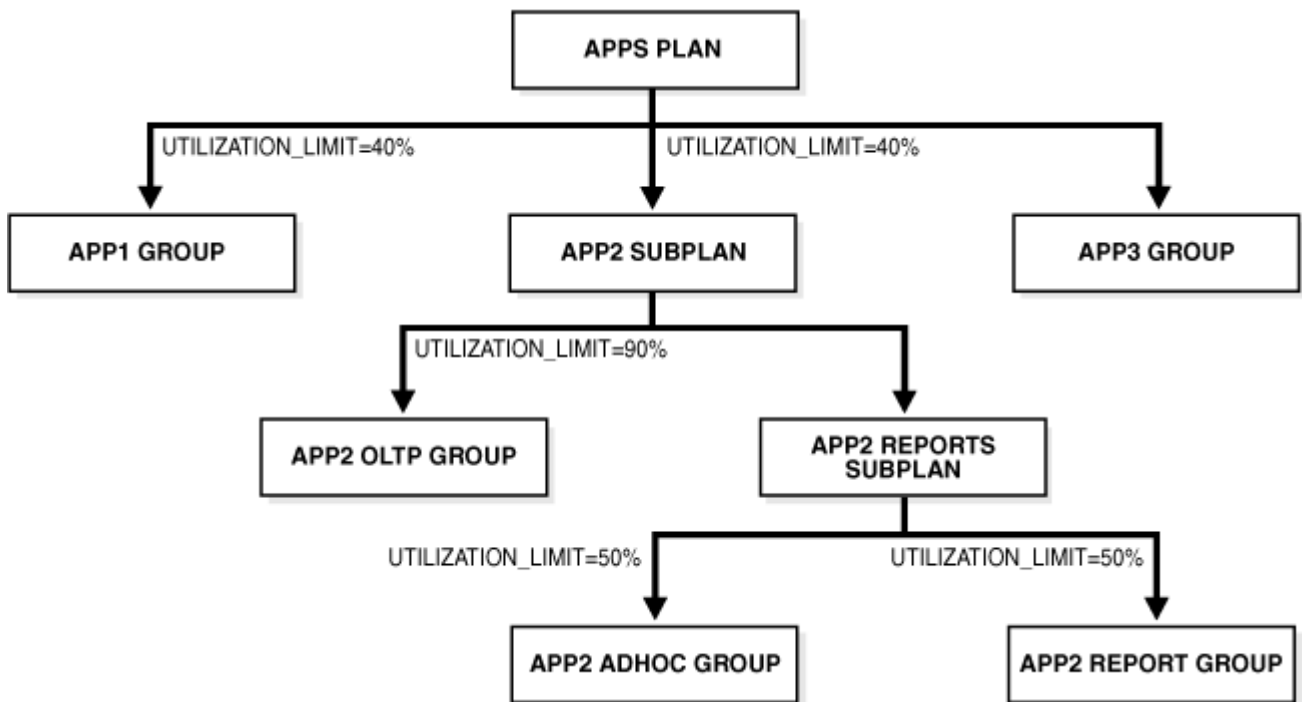 APPS PLAN
UTILIZATION_LIMIT=40%
UTILIZATION_LIMIT=40%
APP1 GROUP
APP2 SUBPLAN
APP3 GROUP
UTILIZATION_LIMIT=90%
APP2 OLTP GROUP
APP2 REPORTS
SUBPLAN
UTILIZATION_LIMIT=50%
UTILIZATION_LIMIT=50%
APP2 ADHOC GROUP
APP2 REPORT GROUP